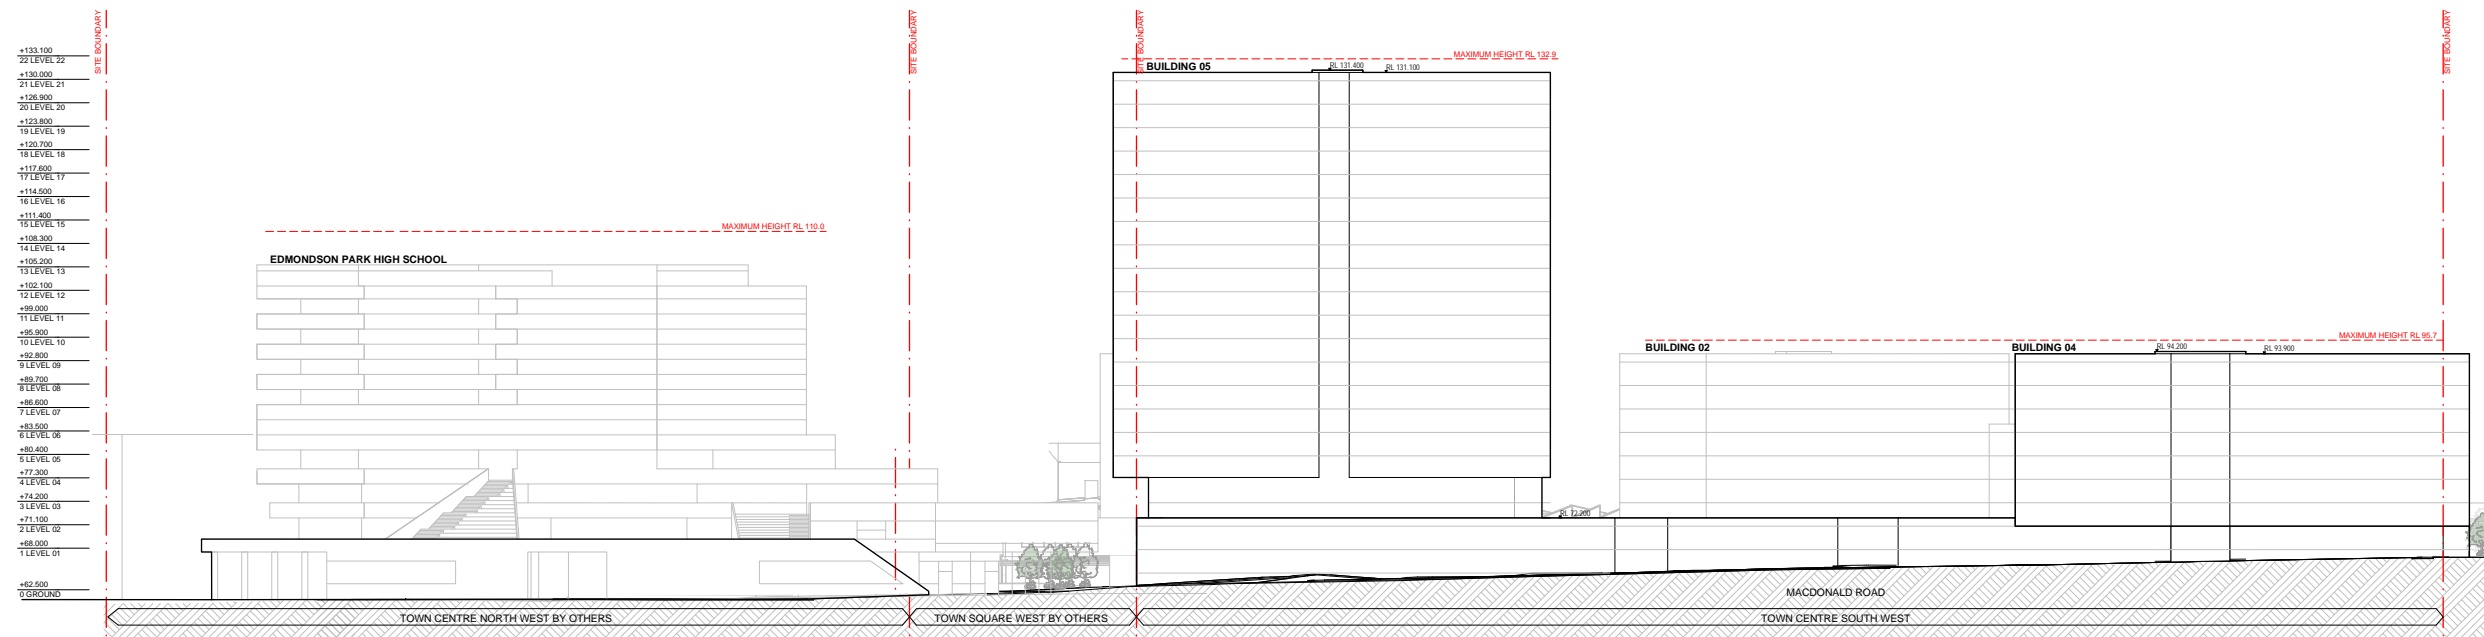 +133.100
22 LEVEL 22
+130.000
21 LEVEL 21
+126.900
20 LEVEL 20
+123.800
19 LEVEL 19
+120.700
18 LEVEL 18
+117.600
17 LEVEL 17
+114.500
16 LEVEL 16
+111.400
15 LEVEL 15
+108.300
14 LEVEL 14
+105.200
13 LEVEL 13
+102.100
12 LEVEL 12
+99.000
11 LEVEL 11
+95.900
10 LEVEL 10
+92.800
9 LEVEL 09
+89.700
8 LEVEL 08
+86.600
7 LEVEL 07
+83.500
6 LEVEL 06
+80.400
5 LEVEL 05
+77.300
4 LEVEL 04
+74.200
3 LEVEL 03
+71.100
2 LEVEL 02
+68.000
1 LEVEL 01
+62.500
0 GROUND
SITE BOUNDARY
SITE BOUNDARY
SITE BOUNDARY
SITE BOUNDARY
MAXIMUM HEIGHT RL 110.0
EDMONDSON PARK HIGH SCHOOL
MAXIMUM HEIGHT RL 132.9
BUILDING 05
RL 131.400
RL 131.100
MAXIMUM HEIGHT RL 95.7
BUILDING 02
BUILDING 04
RL 94.200
RL 93.900
RL 72.200
MACDONALD ROAD
TOWN CENTRE NORTH WEST BY OTHERS
TOWN SQUARE WEST BY OTHERS
TOWN CENTRE SOUTH WEST